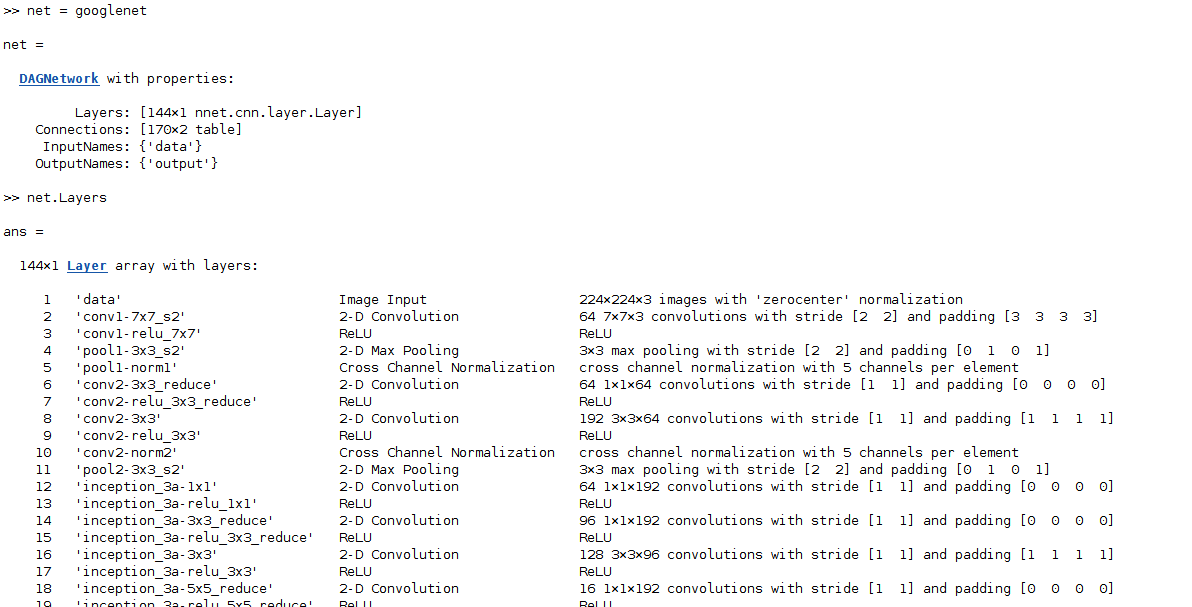 >> net = googlenet
net =
DAGNetwork with properties:
Layers: [144×1 nnet.cnn.layer.Layer]
Connections: [170×2 table]
InputNames: {'data'}
OutputNames: {'output'}
>> net.Layers
ans =
144×1 Layer array with layers:
1 'data' Image Input 224×224×3 images with 'zerocenter' normalization
2 'conv1-7x7_s2' 2-D Convolution 64 7×7×3 convolutions with stride [2 2] and padding [3 3 3 3]
3 'conv1-relu_7x7' ReLU ReLU
4 'pool1-3x3_s2' 2-D Max Pooling 3×3 max pooling with stride [2 2] and padding [0 1 0 1]
5 'pool1-norm1' Cross Channel Normalization cross channel normalization with 5 channels per element
6 'conv2-3x3_reduce' 2-D Convolution 64 1×1×64 convolutions with stride [1 1] and padding [0 0 0 0]
7 'conv2-relu_3x3_reduce' ReLU ReLU
8 'conv2-3x3' 2-D Convolution 192 3×3×64 convolutions with stride [1 1] and padding [1 1 1 1]
9 'conv2-relu_3x3' ReLU ReLU
10 'conv2-norm2' Cross Channel Normalization cross channel normalization with 5 channels per element
11 'pool2-3x3_s2' 2-D Max Pooling 3×3 max pooling with stride [2 2] and padding [0 1 0 1]
12 'inception_3a-1x1' 2-D Convolution 64 1×1×192 convolutions with stride [1 1] and padding [0 0 0 0]
13 'inception_3a-relu_1x1' ReLU ReLU
14 'inception_3a-3x3_reduce' 2-D Convolution 96 1×1×192 convolutions with stride [1 1] and padding [0 0 0 0]
15 'inception_3a-relu_3x3_reduce' ReLU ReLU
16 'inception_3a-3x3' 2-D Convolution 128 3×3×96 convolutions with stride [1 1] and padding [1 1 1 1]
17 'inception_3a-relu_3x3' ReLU ReLU
18 'inception_3a-5x5_reduce' 2-D Convolution 16 1×1×192 convolutions with stride [1 1] and padding [0 0 0 0]
19 'inception_3a-relu_5x5_reduce' ReLU ReLU